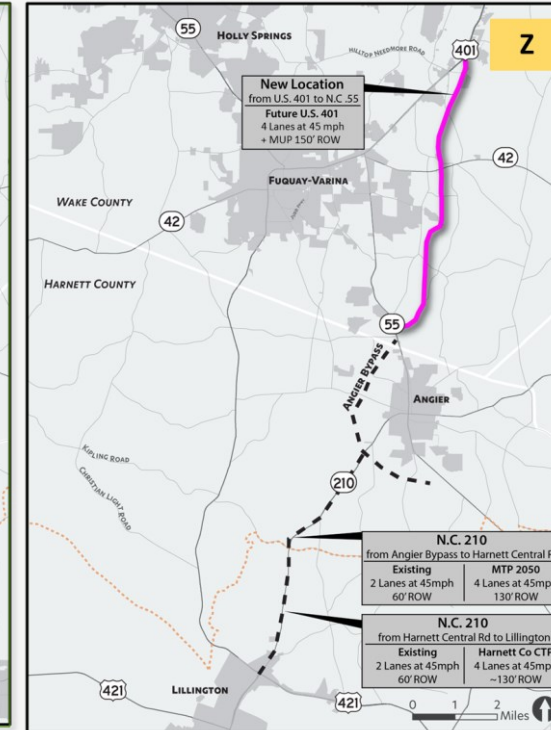 55
HOLLY SPRINGS
HILLTOP NEEDMORE ROAD
401
Z
New Location
from U.S. 401 to N.C .55
Future U.S. 401
4 Lanes at 45 mph
+ MUP 150' ROW
42
FUQUAY-VARINA
WAKE COUNTY
42
HARNETT COUNTY
55
ANGIER BYPASS
ANGIER
KIPLING ROAD
CHRISTIAN LIGHT ROAD
210
N.C. 210
from Angier Bypass to Harnett Central R
Existing MTP 2050
2 Lanes at 45mph 4 Lanes at 45mp
60' ROW 130' ROW
N.C. 210
from Harnett Central Rd to Lillington
Existing Harnett Co CTP
2 Lanes at 45mph 4 Lanes at 45mp
60' ROW ~130' ROW
421
LILLINGTON
421
0 1 2
Miles